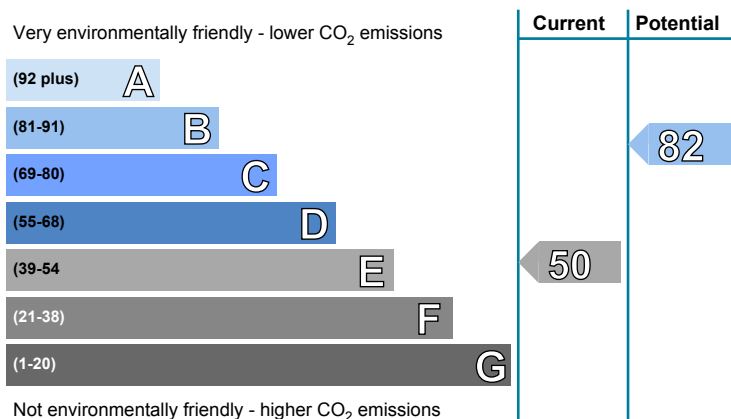 Very environmentally friendly - lower CO2 emissions
Current
Potential
(92 plus) A
(81-91) B
82
(69-80) C
(55-68) D
(39-54 E
50
(21-38) F
(1-20) G
Not environmentally friendly - higher CO2 emissions